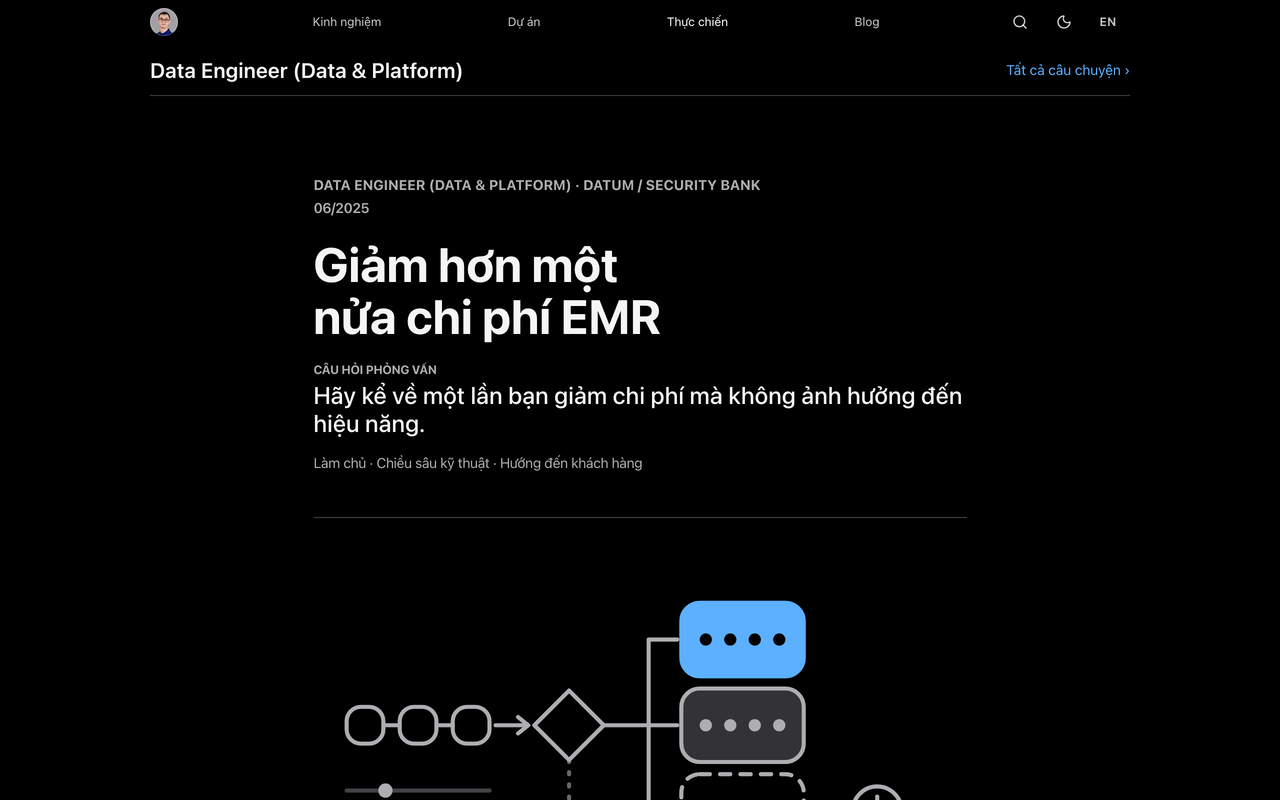 Kinh nghiệm
Dự án
Thực chiến
Blog
EN
Data Engineer (Data & Platform)
Tất cả câu chuyện ›
DATA ENGINEER (DATA & PLATFORM) · DATUM / SECURITY BANK
06/2025
Giảm hơn một
nửa chi phí EMR
CÂU HỎI PHỎNG VẤN
Hãy kể về một lần bạn giảm chi phí mà không ảnh hưởng đến
hiệu năng.
Làm chủ · Chiều sâu kỹ thuật · Hướng đến khách hàng